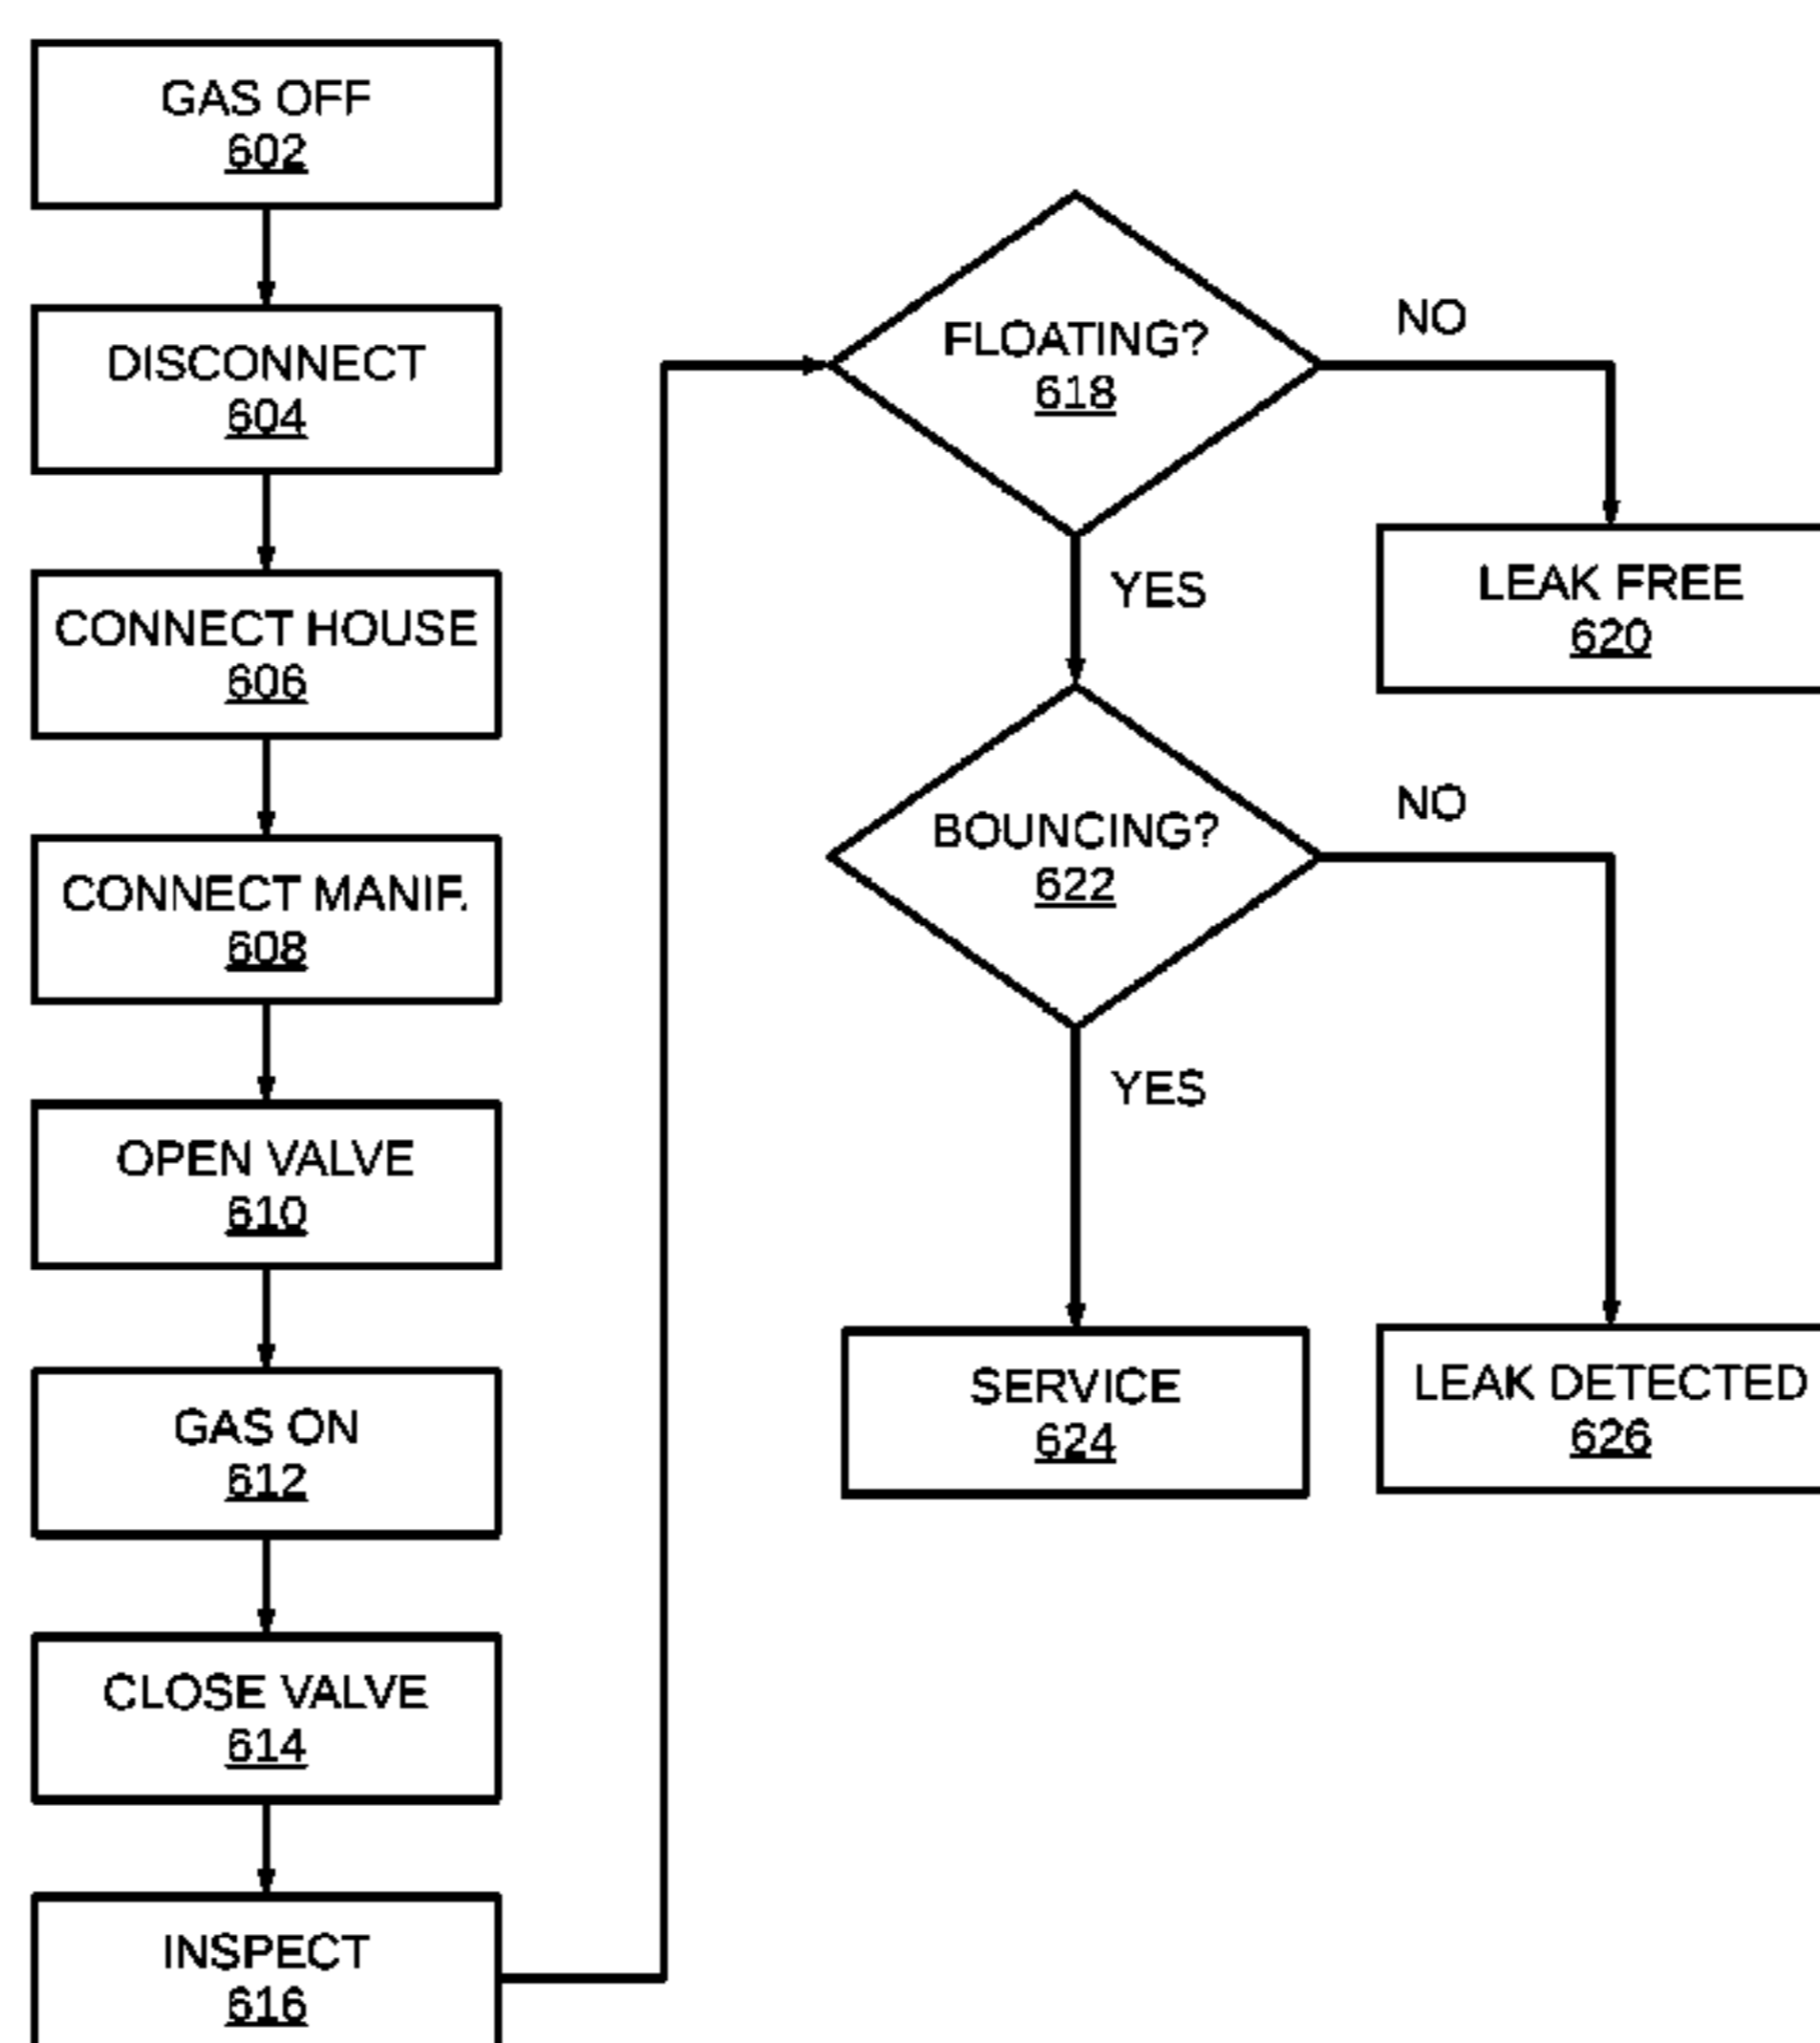 GAS OFF
602
DISCONNECT
604
CONNECT HOUSE
606
CONNECT MANIF.
608
OPEN VALVE
610
GAS ON
612
CLOSE VALVE
614
INSPECT
616
FLOATING?
618
NO
YES
LEAK FREE
620
BOUNCING?
622
NO
YES
SERVICE
624
LEAK DETECTED
626